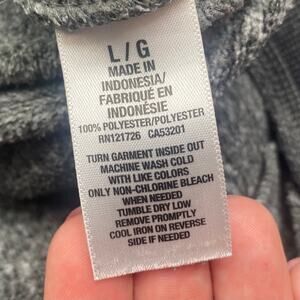 L / G
MADE IN
INDONESIA/
FABRIQUÉ EN
INDONÉSIE
100% POLYESTER/POLYESTER
RN121726 CA53201
TURN GARMENT INSIDE OUT
MACHINE WASH COLD
WITH LIKE COLORS
ONLY NON-CHLORINE BLEACH
WHEN NEEDED
TUMBLE DRY LOW
REMOVE PROMPTLY
COOL IRON ON REVERSE
SIDE IF NEEDED